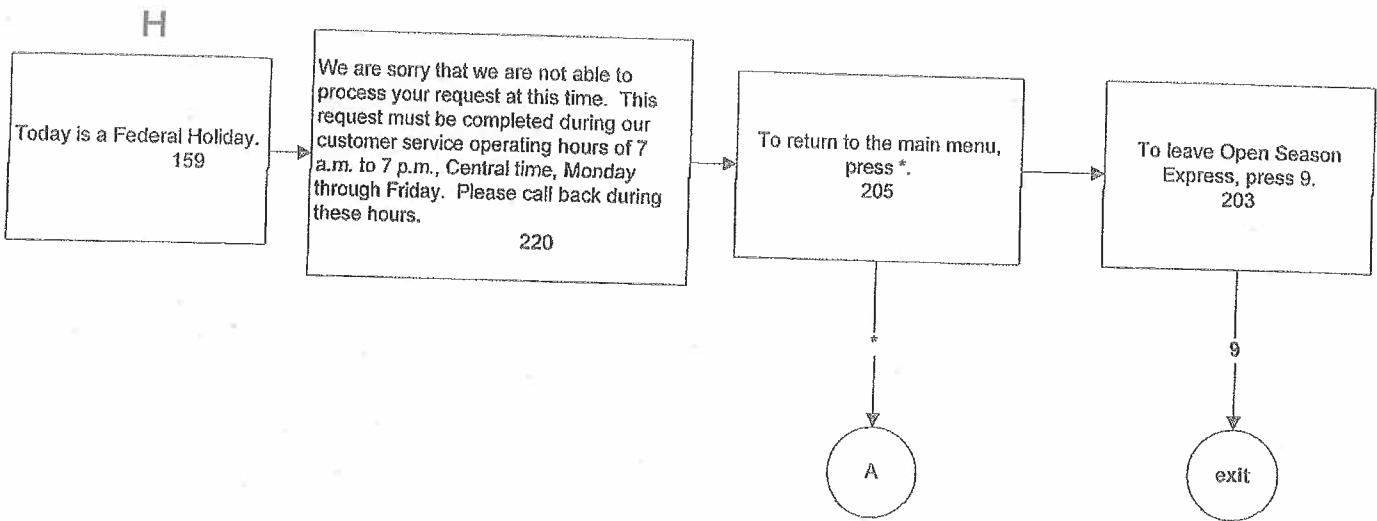 H
Today is a Federal Holiday.
159
We are sorry that we are not able to
process your request at this time. This
request must be completed during our
customer service operating hours of 7
a.m. to 7 p.m., Central time, Monday
through Friday. Please call back during
these hours.
220
To return to the main menu,
press *.
205
To leave Open Season
Express, press 9.
203
*
9
A
exit